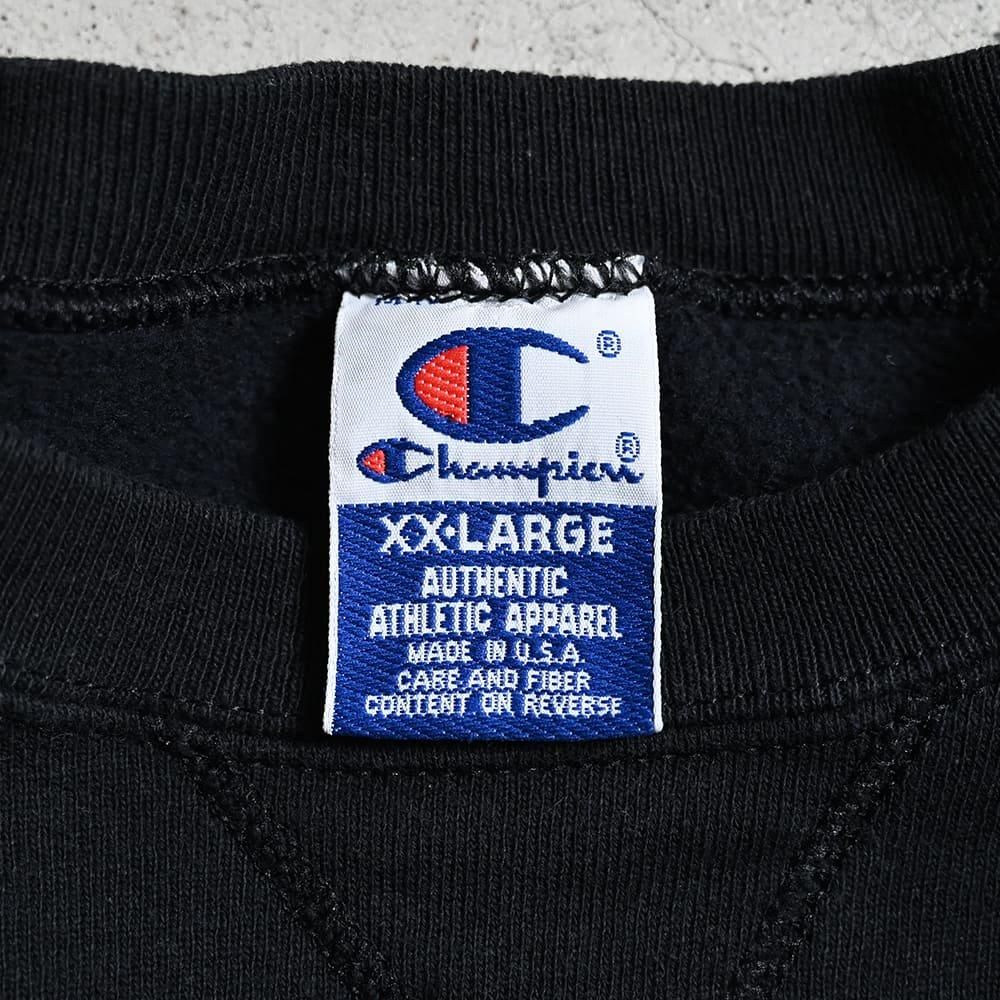 ®
Champion®
XX-LARGE
AUTHENTIC
ATHLETIC APPAREL
MADE IN U.S.A.
CARE AND FIBER
CONTENT ON REVERSE